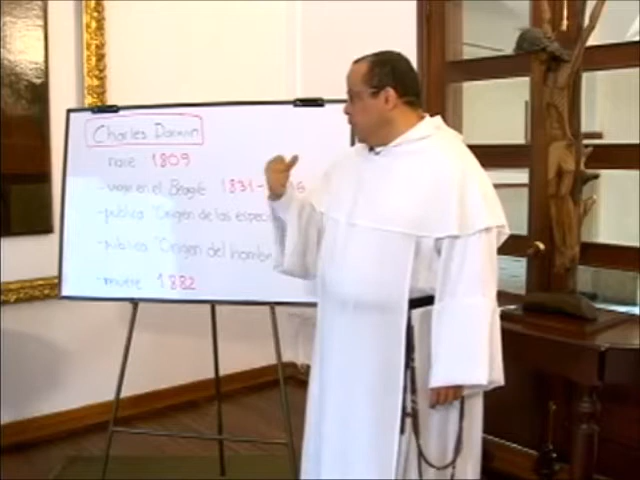 Charles Darwin
- nace 1809
- viaje en el Beagle 1831-
- publica "Origen de las especi
- publica "Origen del hombre
- muere 1882